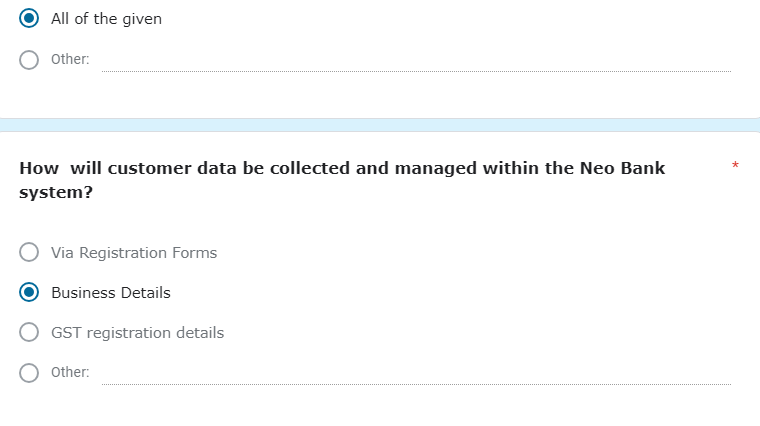 All of the given
Other:
How  will customer data be collected and managed within the Neo Bank *
system?
Via Registration Forms
Business Details
GST registration details
Other: